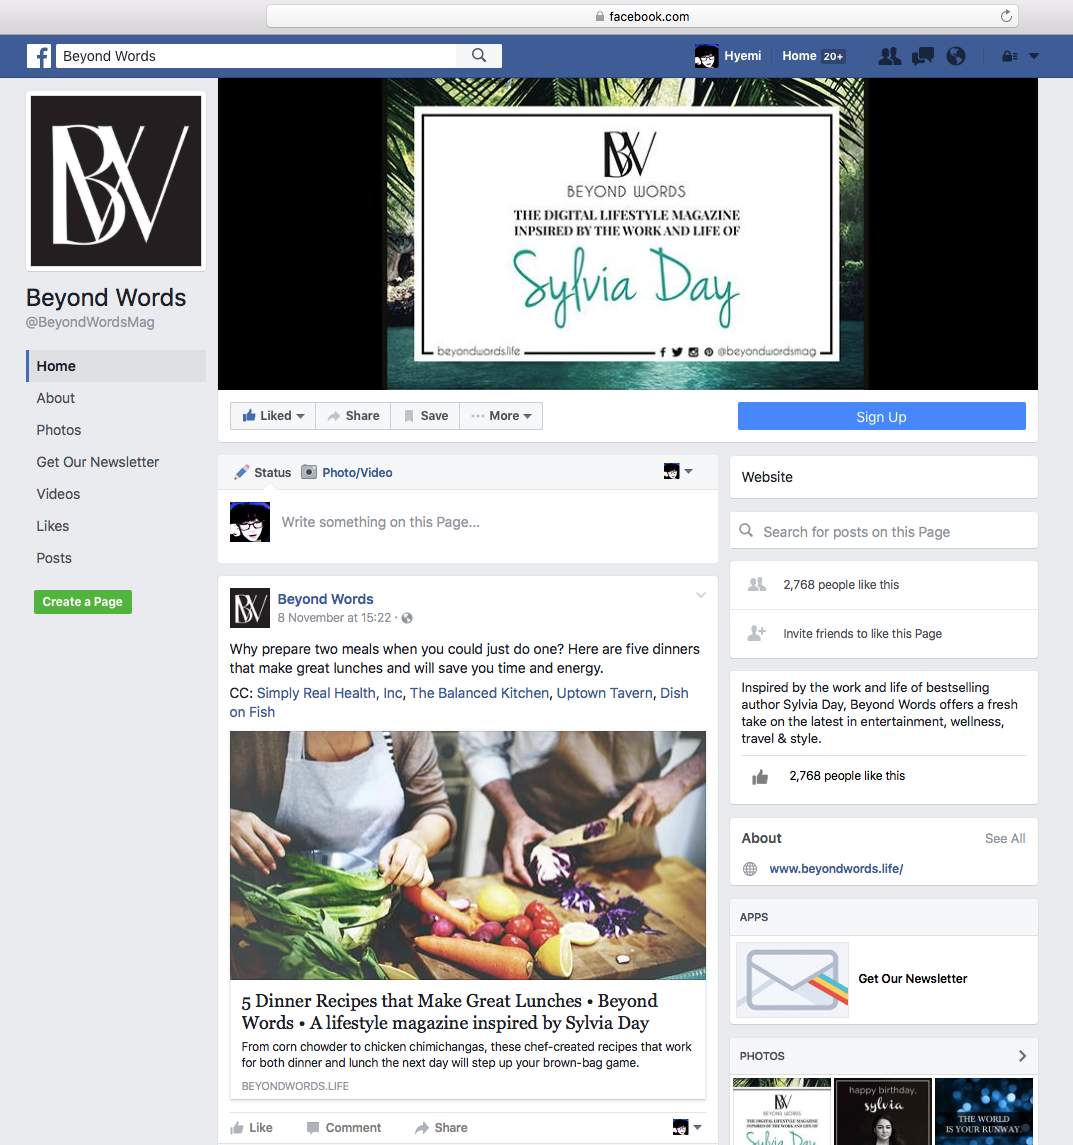 facebook.com
Beyond Words
Hyemi
Home 20+
BV
Beyond Words
@BeyondWordsMag
Home
About
Photos
Get Our Newsletter
Videos
Likes
Posts
Create a Page
BV
BEYOND WORDS
THE DIGITAL LIFESTYLE MAGAZINE
INPSIRED BY THE WORK AND LIFE OF
Sylvia Day
beyondwords.life
@beyondwordsmag
Liked
Share
Save
More
Sign Up
Status
Photo/Video
Write something on this Page...
BV
Beyond Words
8 November at 15:22 ·
Why prepare two meals when you could just do one? Here are five dinners
that make great lunches and will save you time and energy.
CC: Simply Real Health, Inc, The Balanced Kitchen, Uptown Tavern, Dish
on Fish
5 Dinner Recipes that Make Great Lunches • Beyond
Words • A lifestyle magazine inspired by Sylvia Day
From corn chowder to chicken chimichangas, these chef-created recipes that work
for both dinner and lunch the next day will step up your brown-bag game.
BEYONDWORDS.LIFE
Like
Comment
Share
Website
Search for posts on this Page
2,768 people like this
Invite friends to like this Page
Inspired by the work and life of bestselling
author Sylvia Day, Beyond Words offers a fresh
take on the latest in entertainment, wellness,
travel & style.
2,768 people like this
About
See All
www.beyondwords.life/
APPS
Get Our Newsletter
PHOTOS
BV
BEYOND WORDS
THE DIGITAL LIFESTYLE MAGAZINE
INPSIRED BY THE WORK AND LIFE OF
Sylvia Day
happy birthday,
sylvia
THE WORLD
IS YOUR RUNWAY.